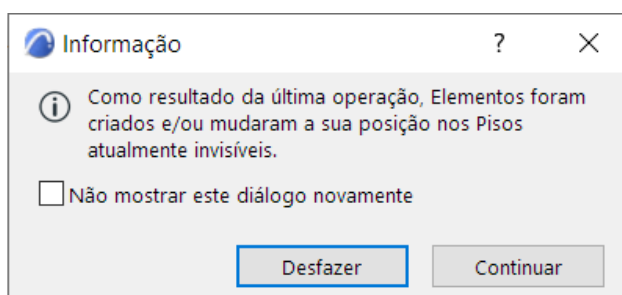 Informação
?
Como resultado da última operação, Elementos foram
criados e/ou mudaram a sua posição nos Pisos
atualmente invisíveis.
Não mostrar este diálogo novamente
Desfazer
Continuar